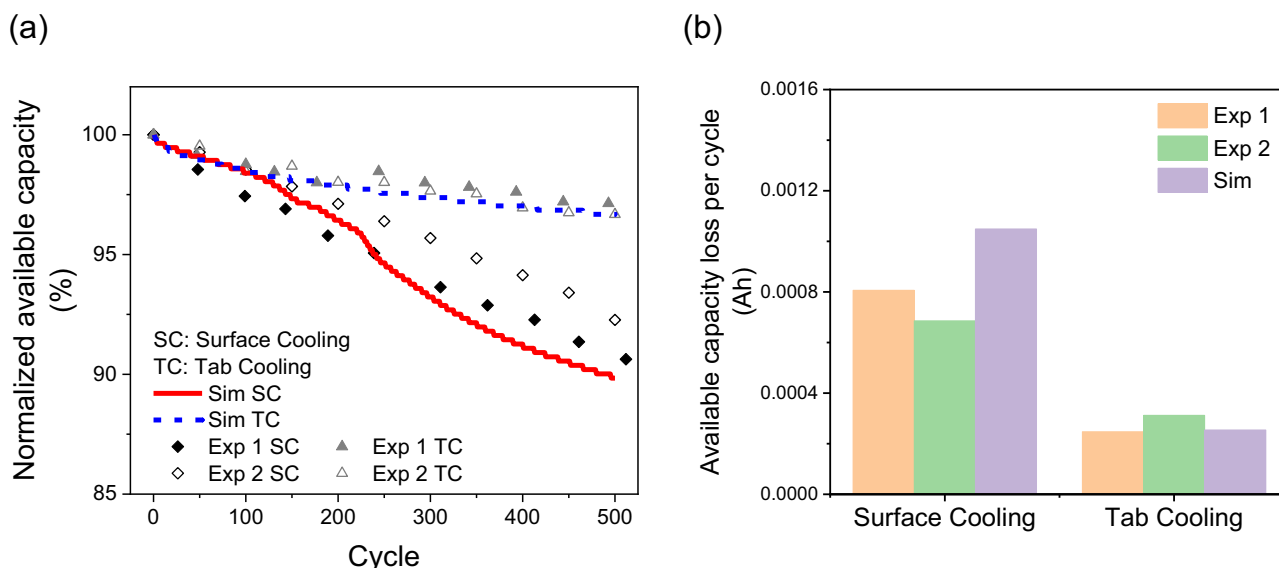 (a)
Normalized available capacity
(%)
100
95
90
85
SC: Surface Cooling
TC: Tab Cooling
Sim SC
Sim TC
Exp 1 SC
Exp 1 TC
Exp 2 SC
Exp 2 TC
0
100
200
300
400
500
Cycle
(b)
Available capacity loss per cycle
(Ah)
0.0016
0.0012
0.0008
0.0004
0.0000
Exp 1
Exp 2
Sim
Surface Cooling
Tab Cooling